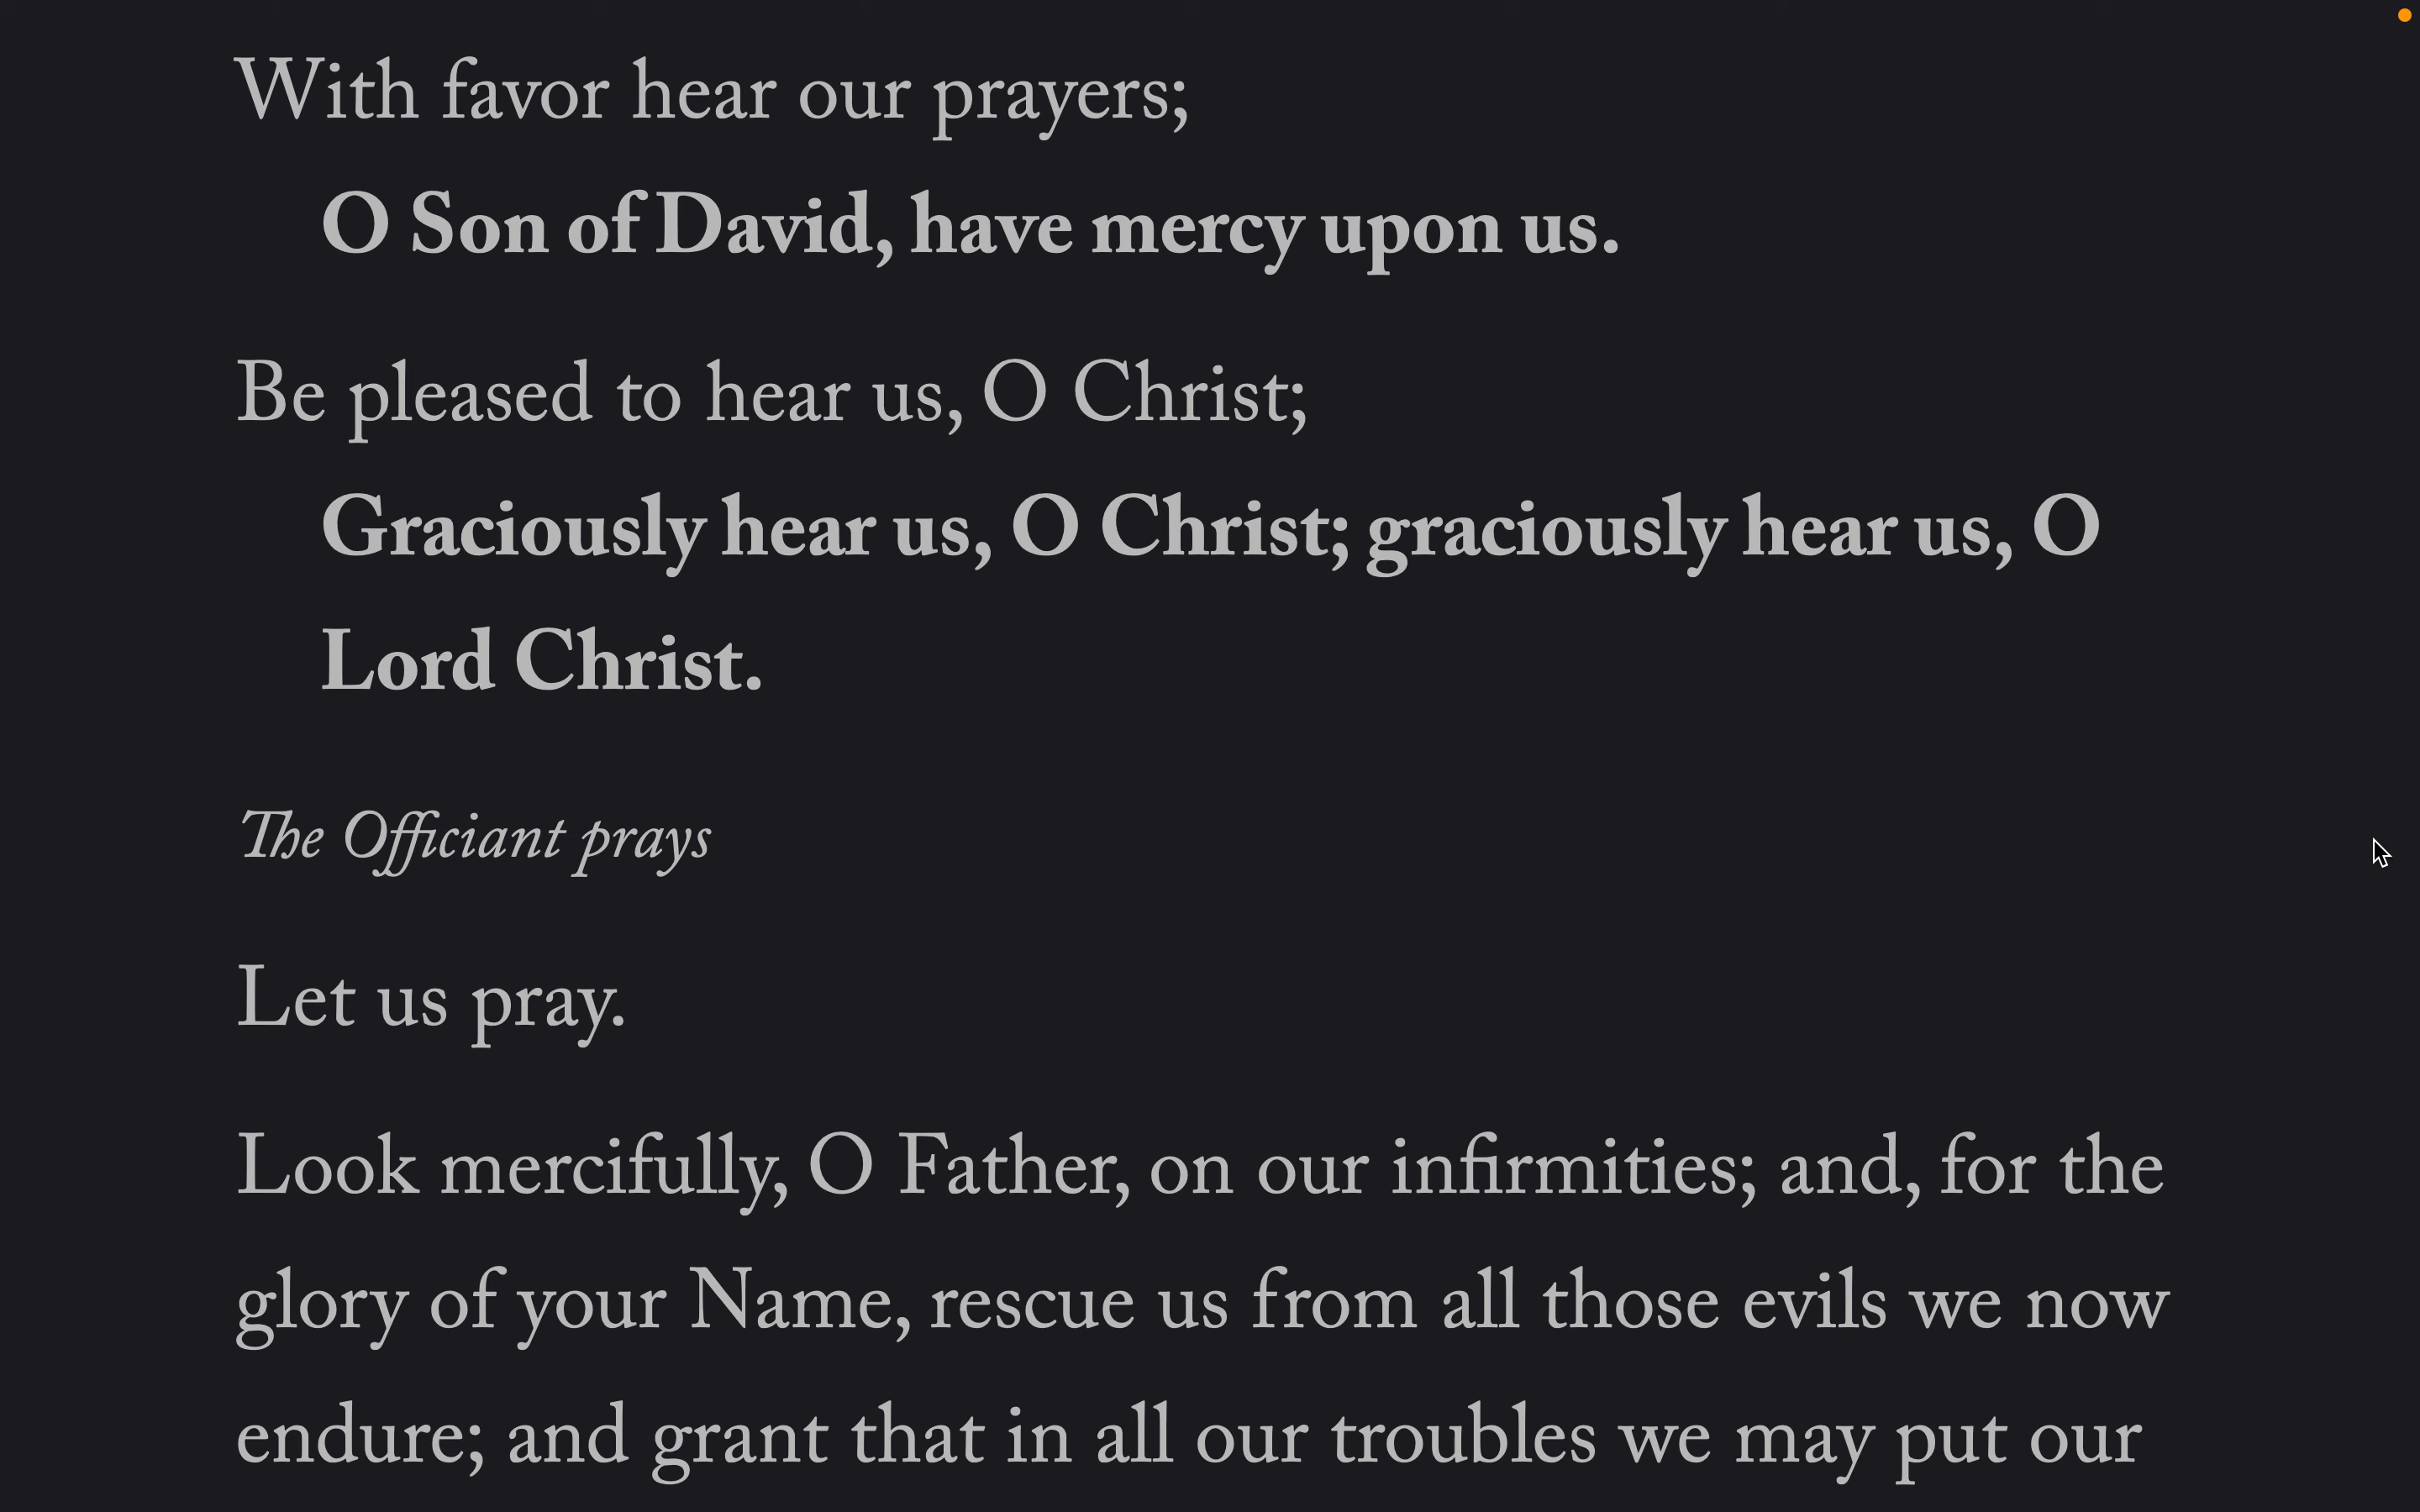 With favor hear our prayers;
O Son of David, have mercy upon us.
Be pleased to hear us, O Christ;
Graciously hear us, O Christ; graciously hear us, O
Lord Christ.
The Officiant prays
Let us pray.
Look mercifully, O Father, on our infirmities; and, for the
glory of your Name, rescue us from all those evils we now
endure; and grant that in all our troubles we may put our